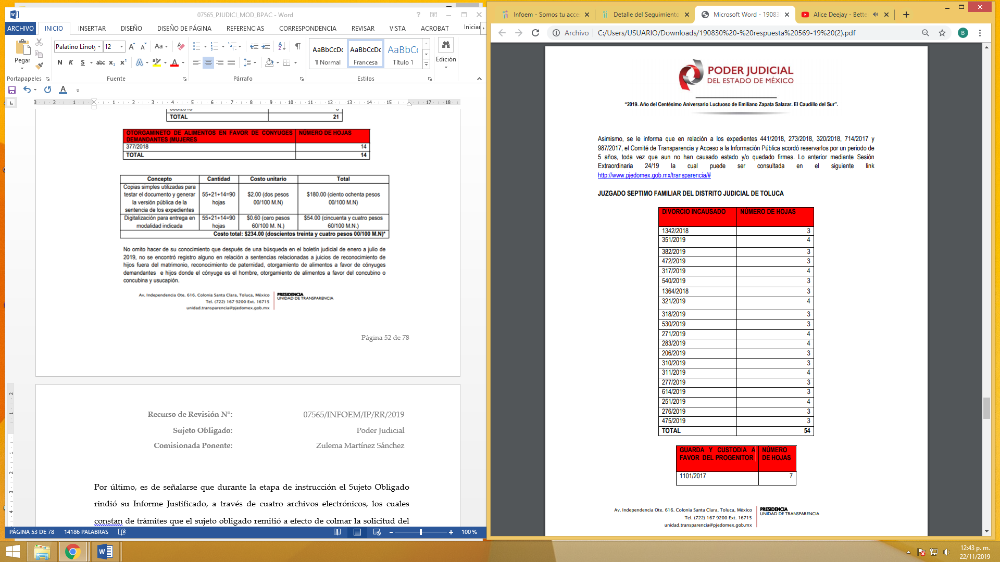 07565_PJUDICI_MOD_BPAC - Word
ARCHIVO INICIO INSERTAR DISEÑO DISEÑO DE PÁGINA REFERENCIAS CORRESPONDENCIA REVISAR VISTA ACROBAT Iniciar
Pegar
Palatino Linoty 12
AaBbCcDc AaBbCcDc AaBbCc
¶ Normal Francesa Título 1
Edición
Portapapeles Fuente Párrafo Estilos
TOTAL 21
OTORGAMINETO DE ALIMENTOS EN FAVOR DE CONYUGES DEMANDANTES (MUJERES NÚMERO DE HOJAS
377/2018 14
TOTAL 14
Concepto Cantidad Costo unitario Total
Copias simples utilizadas para testar el documento y generar la versión pública de la sentencia de los expedientes 55+21+14=90 hojas $2.00 (dos pesos 00/100 M.N) $180.00 (ciento ochenta pesos 00/100 M.N)
Digitalización para entrega en modalidad indicada 55+21+14=90 hojas $0.60 (cero pesos 60/100 M. N.) $54.00 (cincuenta y cuatro pesos 60/100 M.N.)
Costo total: $234.00 (doscientos treinta y cuatro pesos 00/100 M.N)*
No omito hacer de su conocimiento que después de una búsqueda en el boletín judicial de enero a julio de
2019, no se encontró registro alguno en relación a sentencias relacionadas a juicios de reconocimiento de
hijos fuera del matrimonio, reconocimiento de paternidad, otorgamiento de alimentos a favor de cónyuges
demandantes e hijos donde el cónyuge es el hombre, otorgamiento de alimentos a favor del concubino o
concubina y usucapión.
Av. Independencia Ote. 616. Colonia Santa Clara, Toluca, México
Tel. (722) 167 9200 Ext. 16715
unidad.transparencia@pjedomex.gob.mx
PRESIDENCIA
UNIDAD DE TRANSPARENCIA
Página 52 de 78
Recurso de Revisión N°: 07565/INFOEM/IP/RR/2019
Sujeto Obligado: Poder Judicial
Comisionada Ponente: Zulema Martínez Sánchez
Por último, es de señalarse que durante la etapa de instrucción el Sujeto Obligado
rindió su Informe Justificado, a través de cuatro archivos electrónicos, los cuales
constan de trámites que el sujeto obligado remitió a efecto de colmar la solicitud del
PÁGINA 53 DE 78 14186 PALABRAS 100 %
Infoem - Somos tu acce
Detalle del Seguimiento
Microsoft Word - 19083
Alice Deejay - Bette
Archivo C:/Users/USUARIO/Downloads/190830%20-%20respuesta%20569-19%20(2).pdf
B
PODER JUDICIAL
DEL ESTADO DE MÉXICO
“2019. Año del Centésimo Aniversario Luctuoso de Emiliano Zapata Salazar. El Caudillo del Sur”.
Asimismo, se le informa que en relación a los expedientes 441/2018, 273/2018, 320/2018, 714/2017 y
987/2017, el Comité de Transparencia y Acceso a la Información Pública acordó reservarlos por un periodo de
5 años, toda vez que aun no han causado estado y/o quedado firmes. Lo anterior mediante Sesión
Extraordinaria 24/19 la cual puede ser consultada en el siguiente link
http://www.pjedomex.gob.mx/transparencia/#
JUZGADO SEPTIMO FAMILIAR DEL DISTRITO JUDICIAL DE TOLUCA
DIVORCIO INCAUSADO NÚMERO DE HOJAS
1342/2018 3
351/2019 4
382/2019 3
472/2019 3
317/2019 4
540/2019 3
1364/2018 3
321/2019 4
318/2019 3
530/2019 3
271/2019 4
283/2019 4
206/2019 3
310/2019 3
311/2019 4
277/2019 3
614/2019 3
251/2019 4
276/2019 3
475/2019 3
TOTAL 54
GUARDA Y CUSTODIA A FAVOR DEL PROGENITOR NÚMERO DE HOJAS
1101/2017 7
Av. Independencia Ote. 616. Colonia Santa Clara, Toluca, México
Tel. (722) 167 9200 Ext. 16715
unidad.transparencia@pjedomex.gob.mx
PRESIDENCIA
UNIDAD DE TRANSPARENCIA
12:43 p. m.
22/11/2019